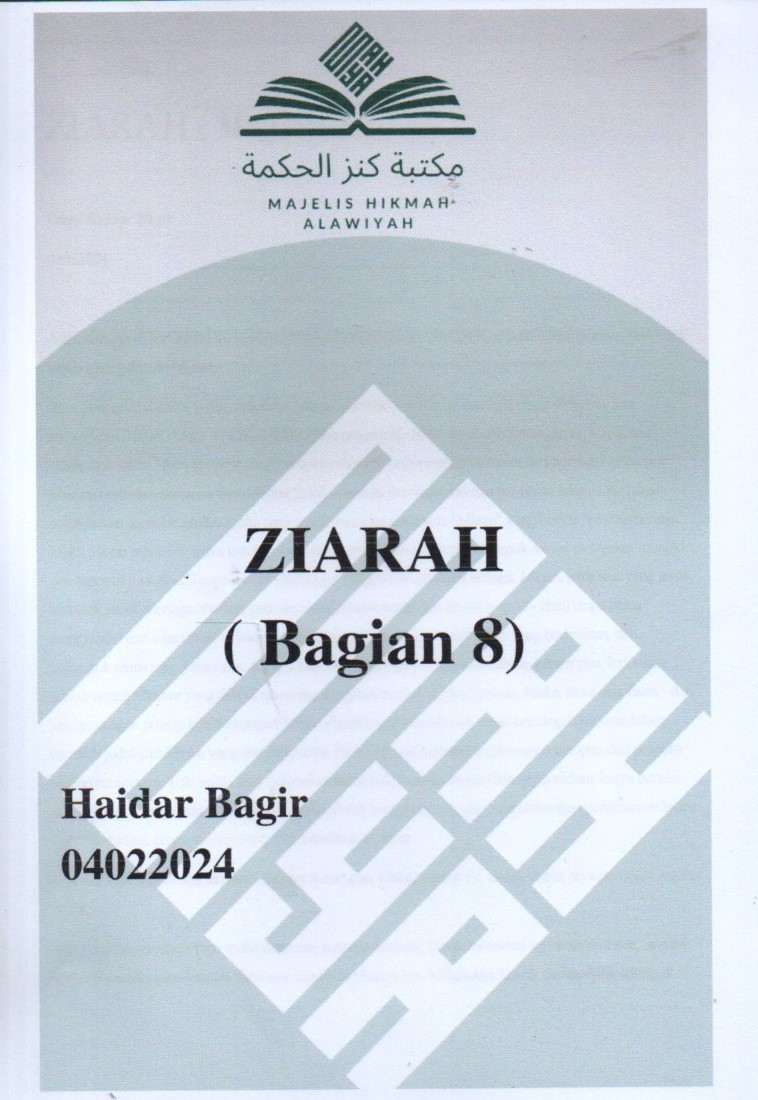 مكتبة كنز الحكمة
MAJELIS HIKMAH
ALAWIYAH
ZIARAH
( Bagian 8)
Haidar Bagir
04022024